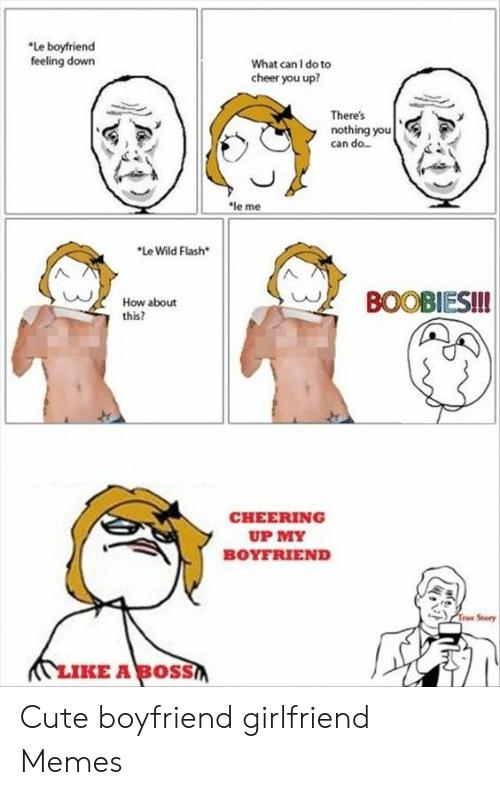 *Le boyfriend
feeling down
What can I do to
cheer you up?
There's
nothing you
can do...
*le me
*Le Wild Flash*
How about
this?
BOOBIES!!!
CHEERING
UP MY
BOYFRIEND
True Story
LIKE A BOSS
Cute boyfriend girlfriend
Memes